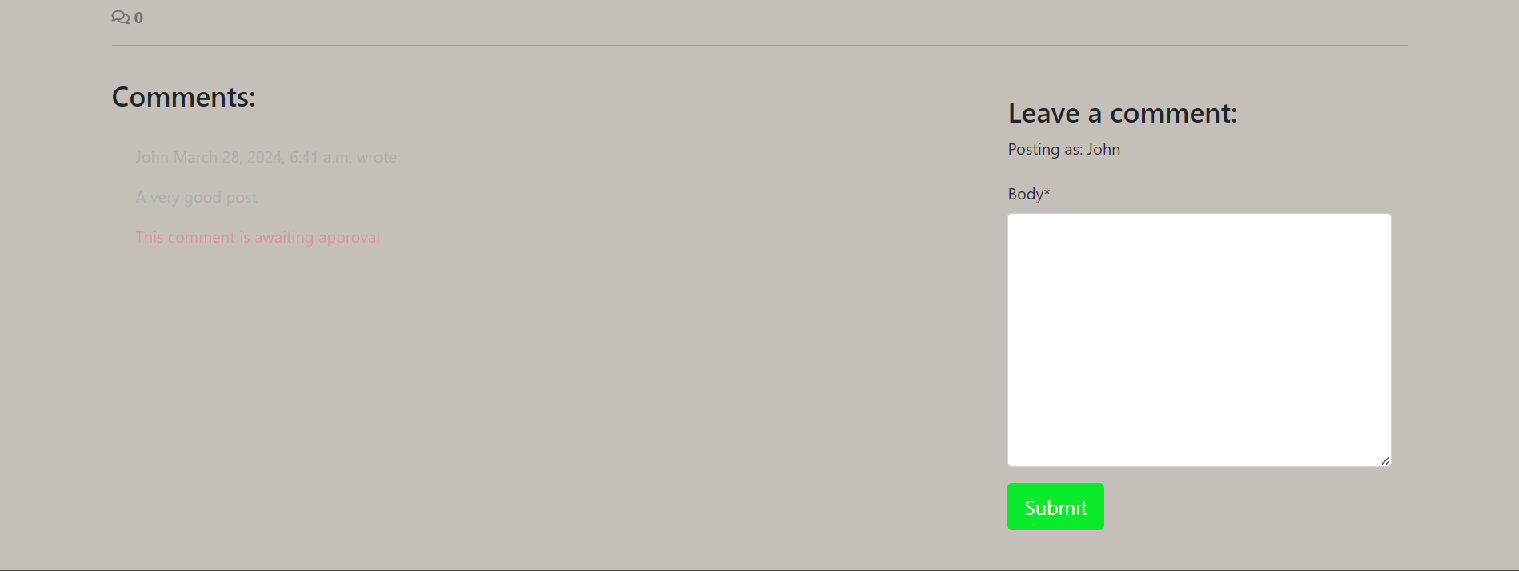 0
Comments:
John March 28, 2024, 6:41 a.m. wrote:
A very good post
This comment is awaiting approval
Leave a comment:
Posting as: John
Body*
Submit